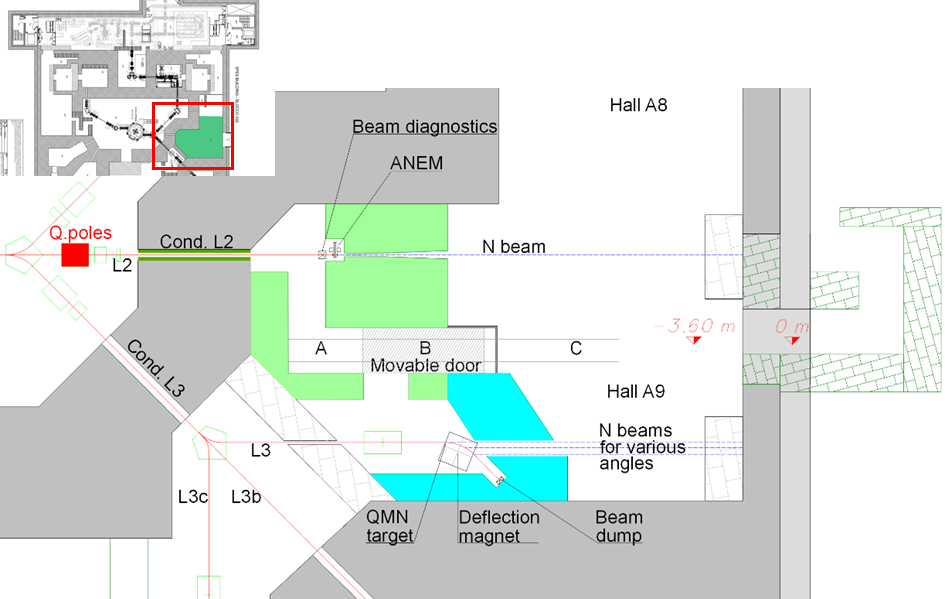 Hall A8
Beam diagnostics
ANEM
Q.poles
Cond. L2
L2
N beam
-3.60 m
0 m
A
B
C
Movable door
Cond. L3
Hall A9
N beams
for various
angles
L3
L3c
L3b
QMN
target
Deflection
magnet
Beam
dump